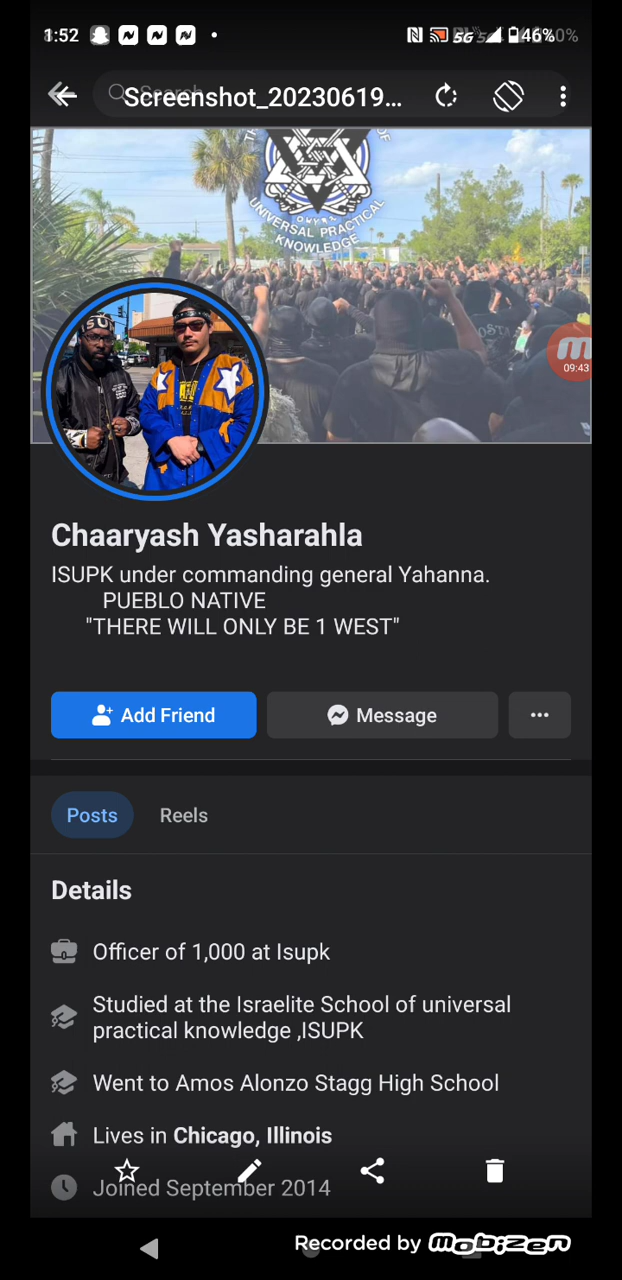 1:52
5G 46%
Search
Screenshot_20230619...
OF
UNIVERSAL PRACTICAL
KNOWLEDGE
09:43
Chaaryash Yasharahla
ISUPK under commanding general Yahanna.
PUEBLO NATIVE
"THERE WILL ONLY BE 1 WEST"
Add Friend
Message
Posts
Reels
Details
Officer of 1,000 at Isupk
Studied at the Israelite School of universal
practical knowledge ,ISUPK
Went to Amos Alonzo Stagg High School
Lives in Chicago, Illinois
Joined September 2014
Recorded by Mobizen